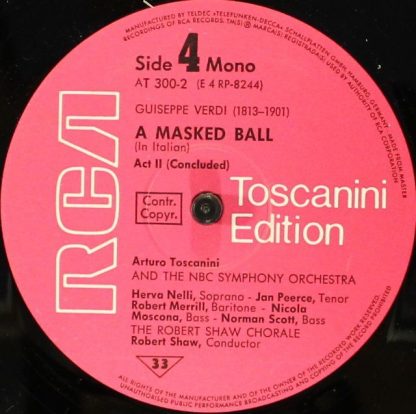 MANUFACTURED BY TELDEC »TELEFUNKEN-DECCA« SCHALLPLATTEN GMBH, HAMBURG, GERMANY, MADE FROM MASTER
RECORDINGS OF RCA RECORDS. TM(S) ® MARCA(S) REGISTRADA(S) USED BY AUTHORITY OF RCA CORPORATION
Side 4 Mono
AT 300-2 (E 4 RP-8244)
GUISEPPE VERDI (1813–1901)
A MASKED BALL
(In Italian)
Act II (Concluded)
RCA
Contr.
Copyr.
Toscanini
Edition
Arturo Toscanini
AND THE NBC SYMPHONY ORCHESTRA
Herva Nelli, Soprano - Jan Peerce, Tenor
Robert Merrill, Baritone - Nicola
Moscona, Bass - Norman Scott, Bass
THE ROBERT SHAW CHORALE
Robert Shaw, Conductor
33
ALL RIGHTS OF THE MANUFACTURER AND OF THE OWNER OF THE RECORDED WORK RESERVED.
UNAUTHORISED PUBLIC PERFORMANCE BROADCASTING AND COPYING OF THIS RECORD PROHIBITED